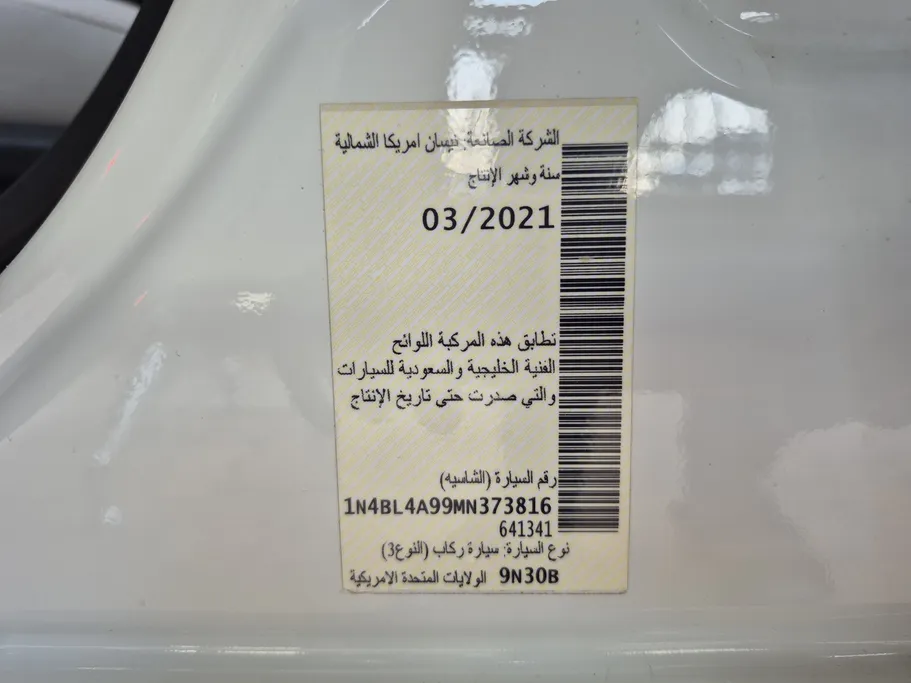 الشركة الصانعة: نيسان امريكا الشمالية
سنة وشهر الإنتاج
03/2021
تطابق هذه المركبة اللوائح
الفنية الخليجية والسعودية للسيارات
والتي صدرت حتى تاريخ الإنتاج
رقم السيارة (الشاسيه)
1N4BL4A99MN373816
641341
نوع السيارة: سيارة ركاب (النوع3)
9N30B الولايات المتحدة الامريكية